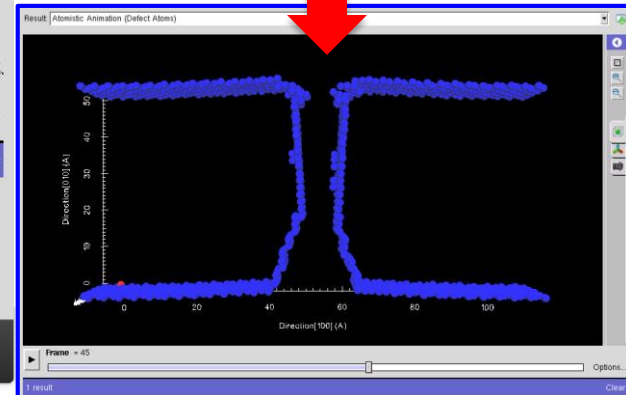 Result: Atomistic Animation (Defect Atoms)
50
40
30
20
10
0
Direction[010] (A)
0 20 40 60 80 100
Direction[100] (A)
Frame = 45
Options...
1 result
Clear